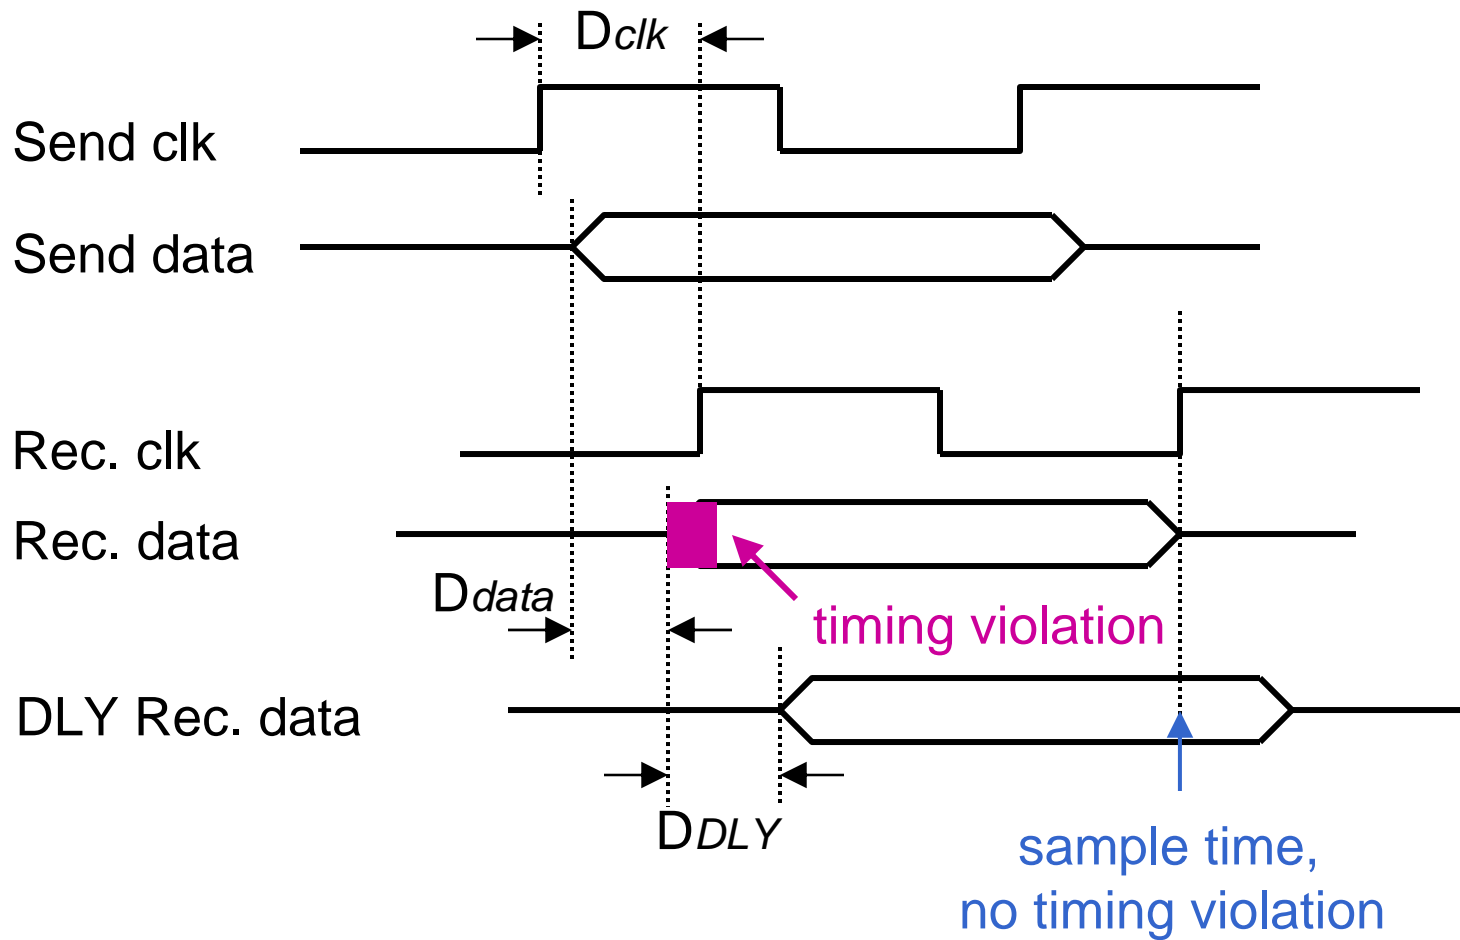 Dclk
Send clk
Send data
Rec. clk
Rec. data
Ddata
timing violation
DLY Rec. data
DDLY
sample time,
no timing violation